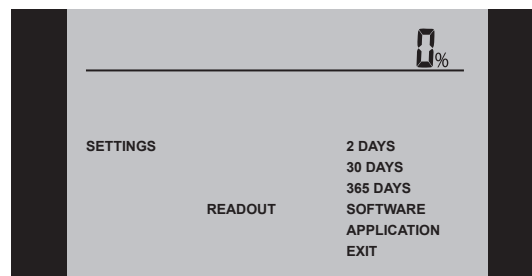 0%
SETTINGS 2 DAYS
30 DAYS
365 DAYS
READOUT SOFTWARE
APPLICATION
EXIT